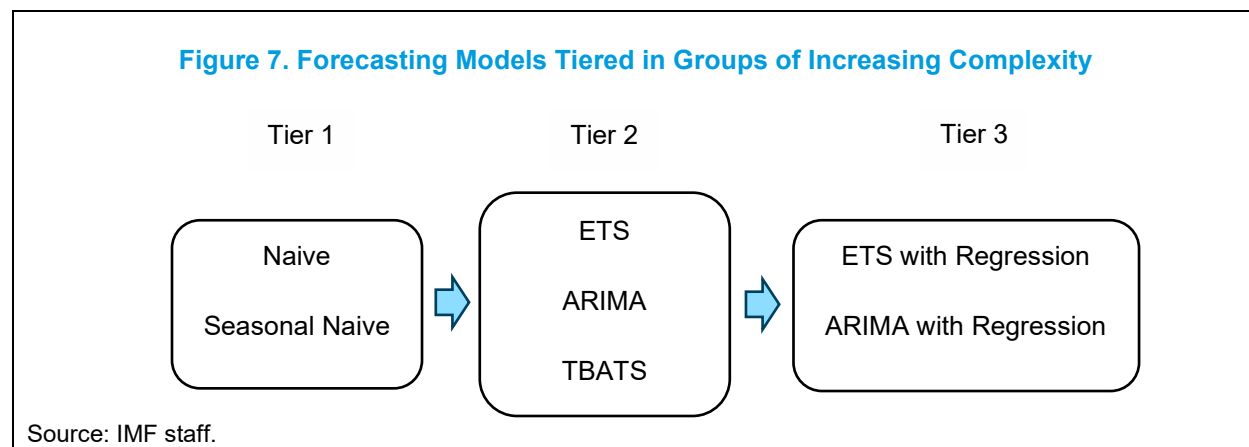 Figure 7. Forecasting Models Tiered in Groups of Increasing Complexity
Tier 1
Tier 2
Tier 3
Naive
Seasonal Naive
ETS
ARIMA
TBATS
ETS with Regression
ARIMA with Regression
Source: IMF staff.